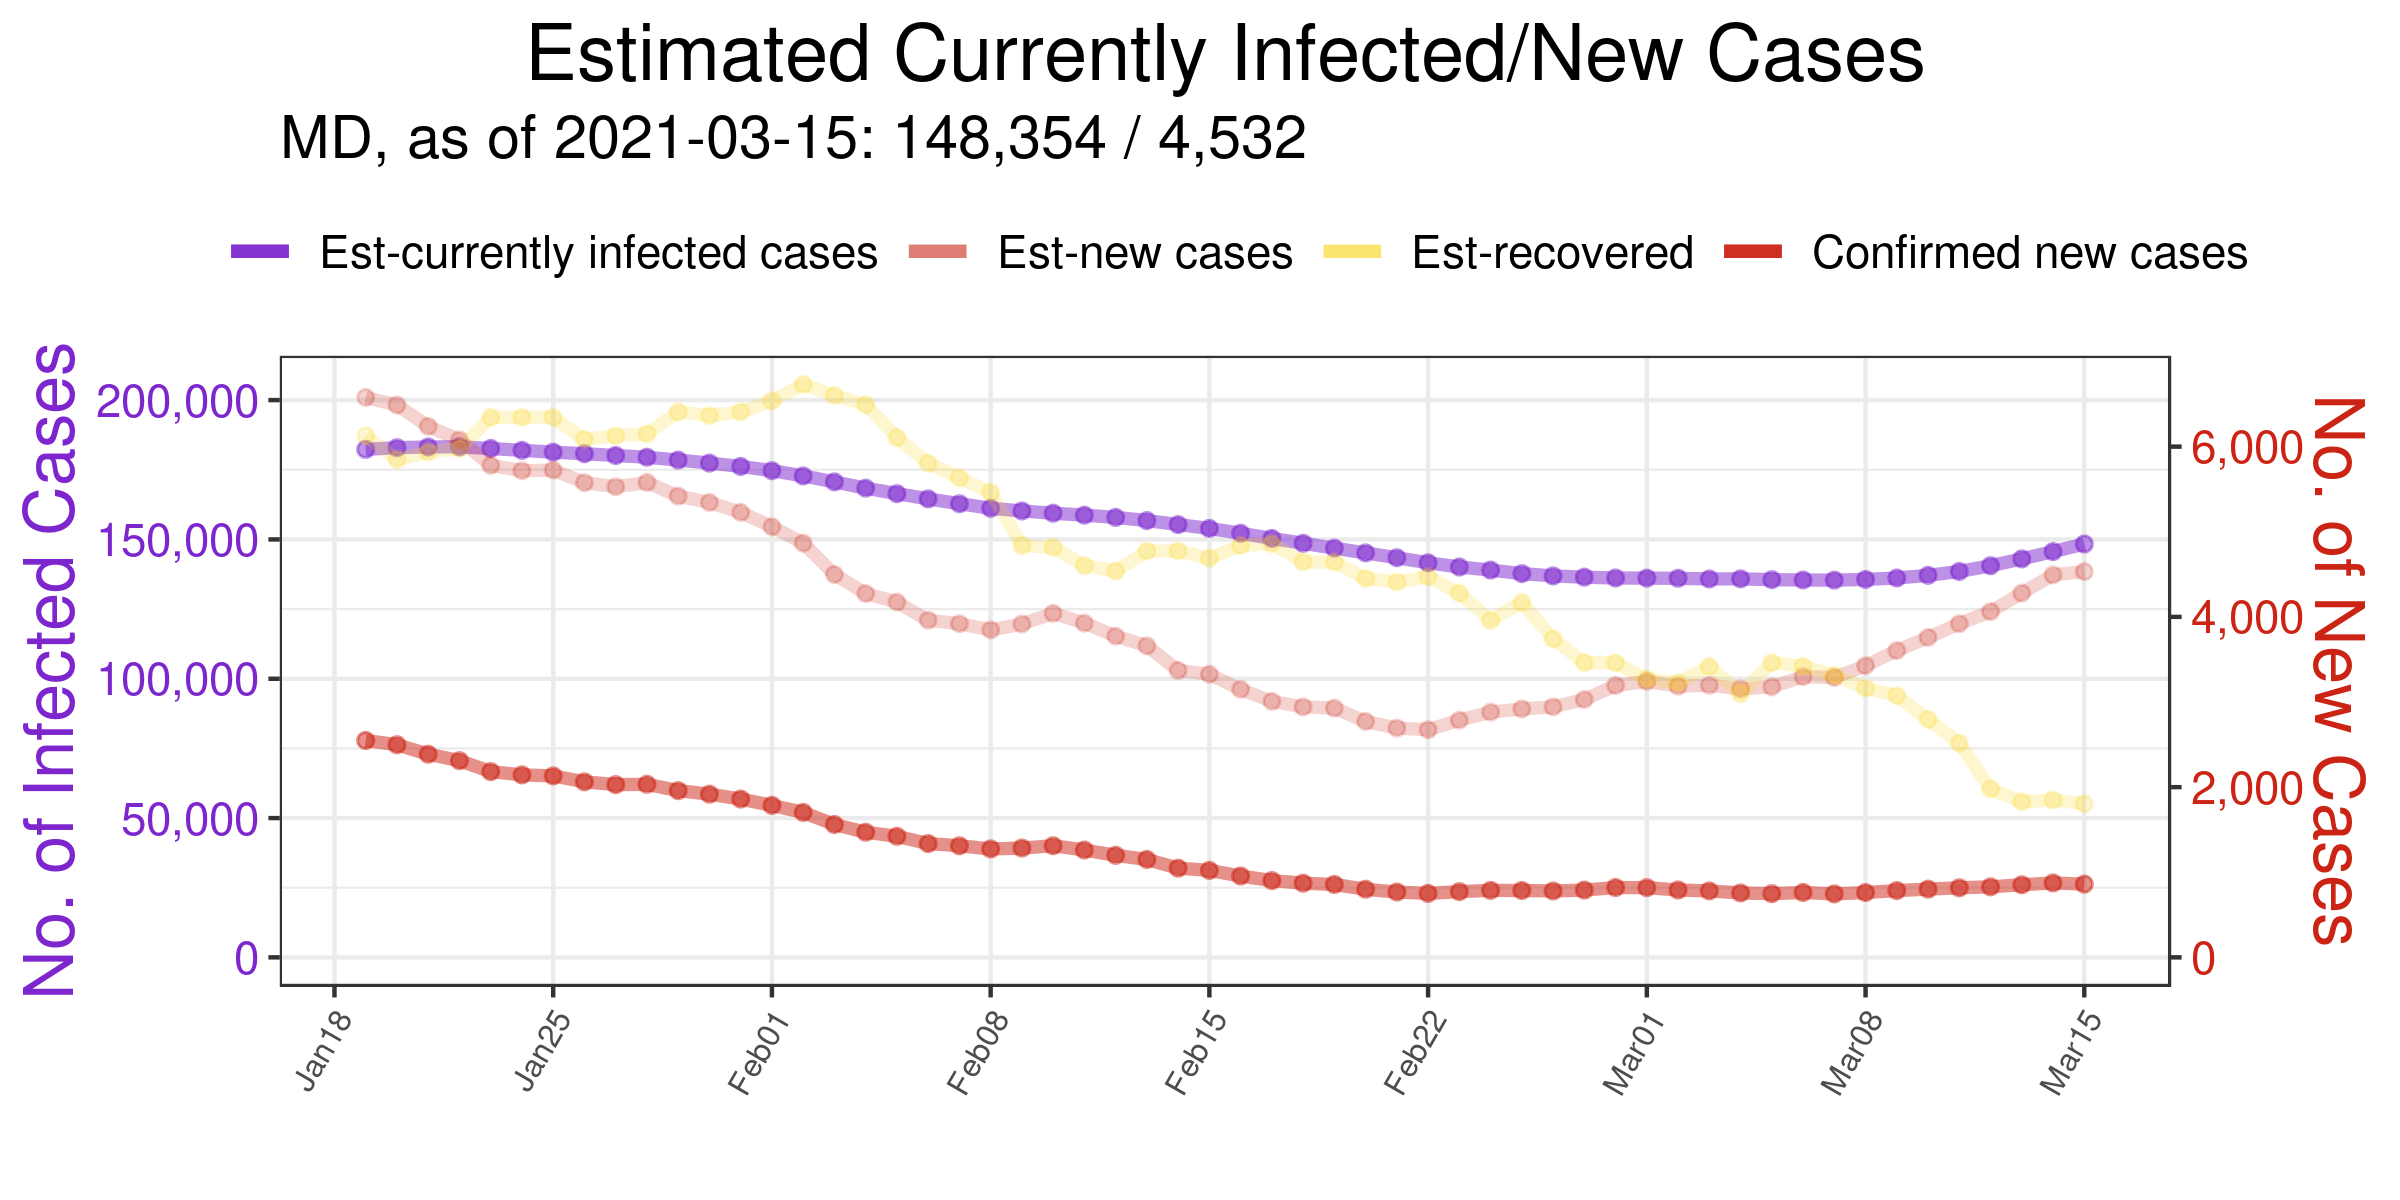 Estimated Currently Infected/New Cases
MD, as of 2021-03-15: 148,354 / 4,532
Est-currently infected cases Est-new cases Est-recovered Confirmed new cases
No. of Infected Cases
200,000
150,000
100,000
50,000
0
6,000
4,000
2,000
0
No. of New Cases
Jan18 Jan25 Feb01 Feb08 Feb15 Feb22 Mar01 Mar08 Mar15